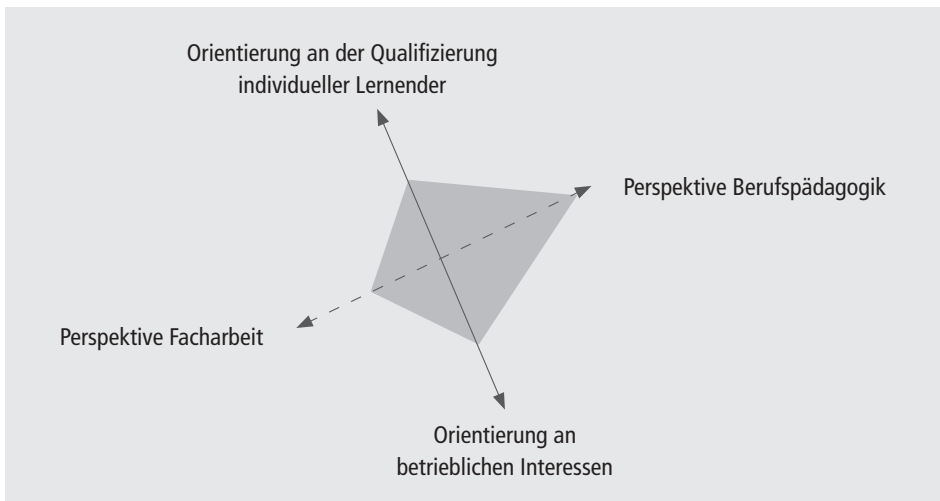 Orientierung an der Qualifizierung
individueller Lernender
Perspektive Berufspädagogik
Perspektive Facharbeit
Orientierung an
betrieblichen Interessen